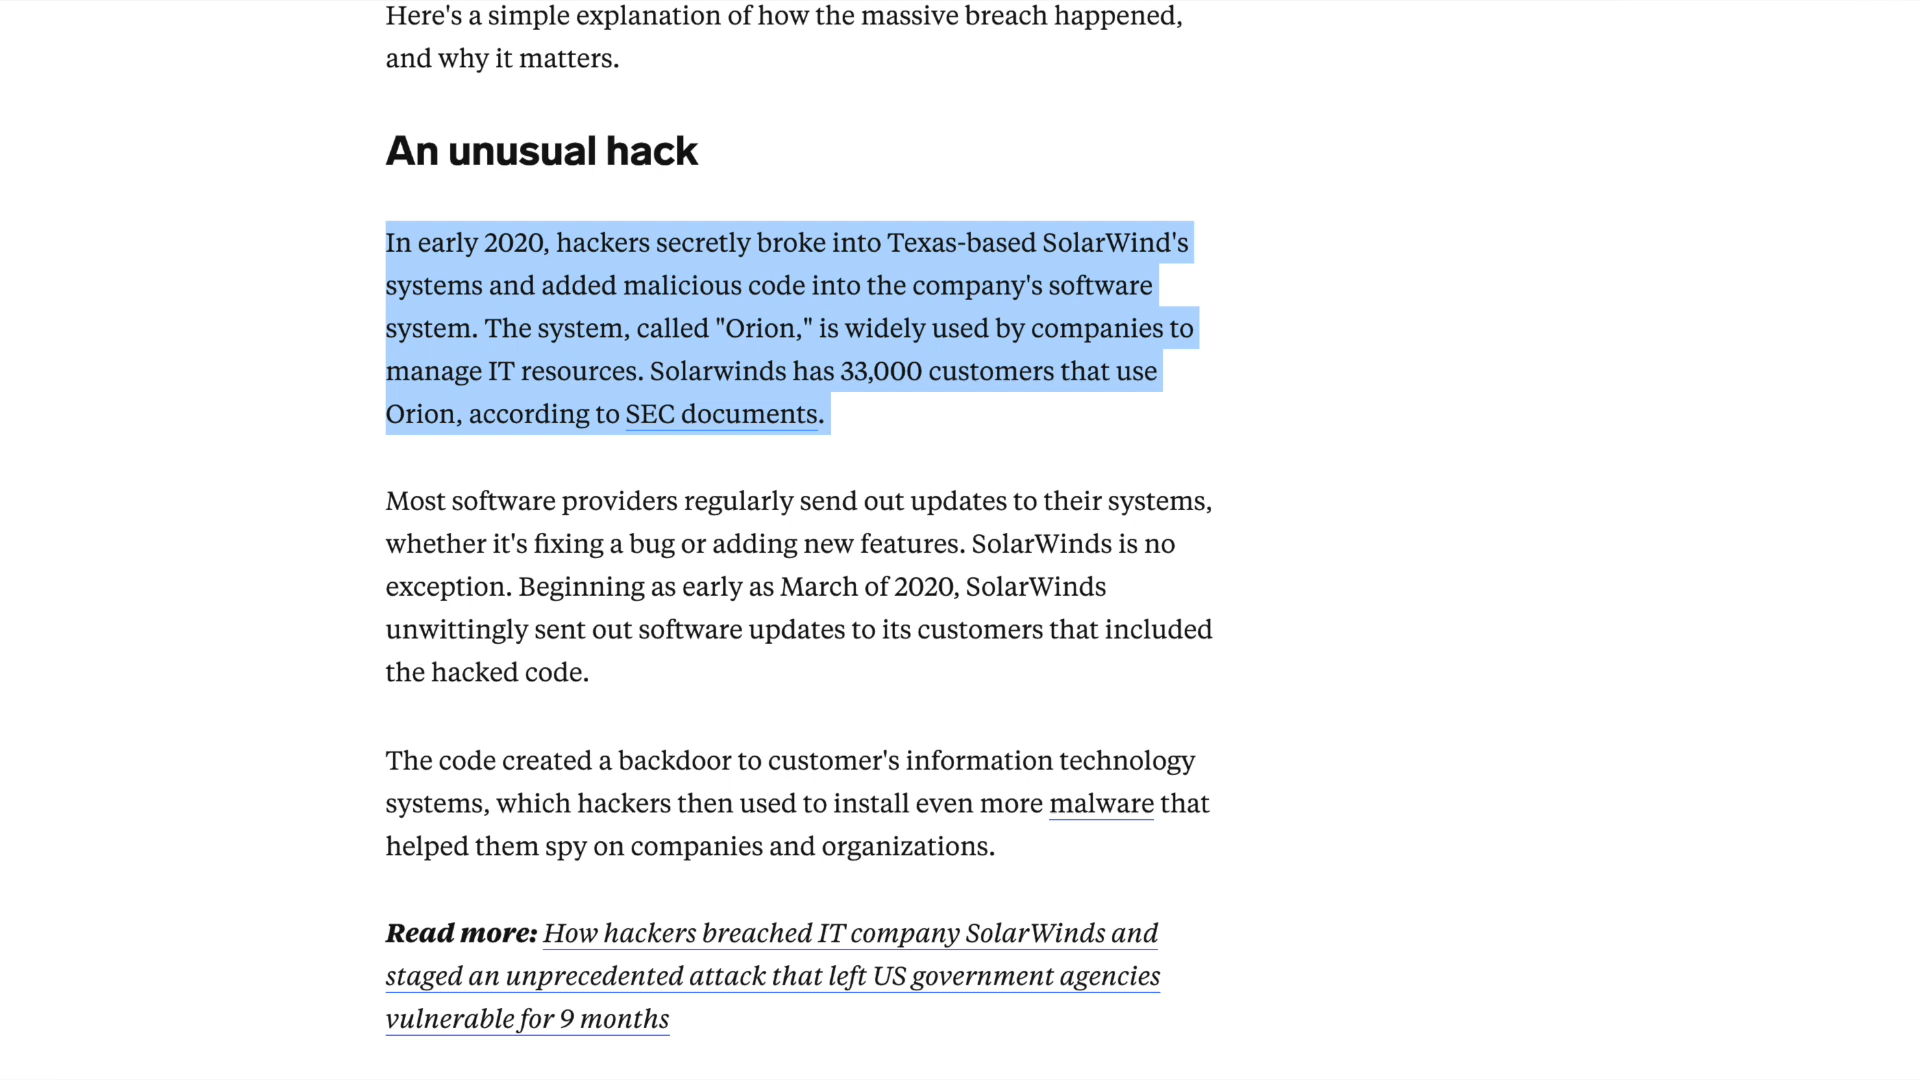 Here's a simple explanation of how the massive breach happened,
and why it matters.
An unusual hack
In early 2020, hackers secretly broke into Texas-based SolarWind's
systems and added malicious code into the company's software
system. The system, called "Orion," is widely used by companies to
manage IT resources. Solarwinds has 33,000 customers that use
Orion, according to SEC documents.
Most software providers regularly send out updates to their systems,
whether it's fixing a bug or adding new features. SolarWinds is no
exception. Beginning as early as March of 2020, SolarWinds
unwittingly sent out software updates to its customers that included
the hacked code.
The code created a backdoor to customer's information technology
systems, which hackers then used to install even more malware that
helped them spy on companies and organizations.
Read more: How hackers breached IT company SolarWinds and
staged an unprecedented attack that left US government agencies
vulnerable for 9 months